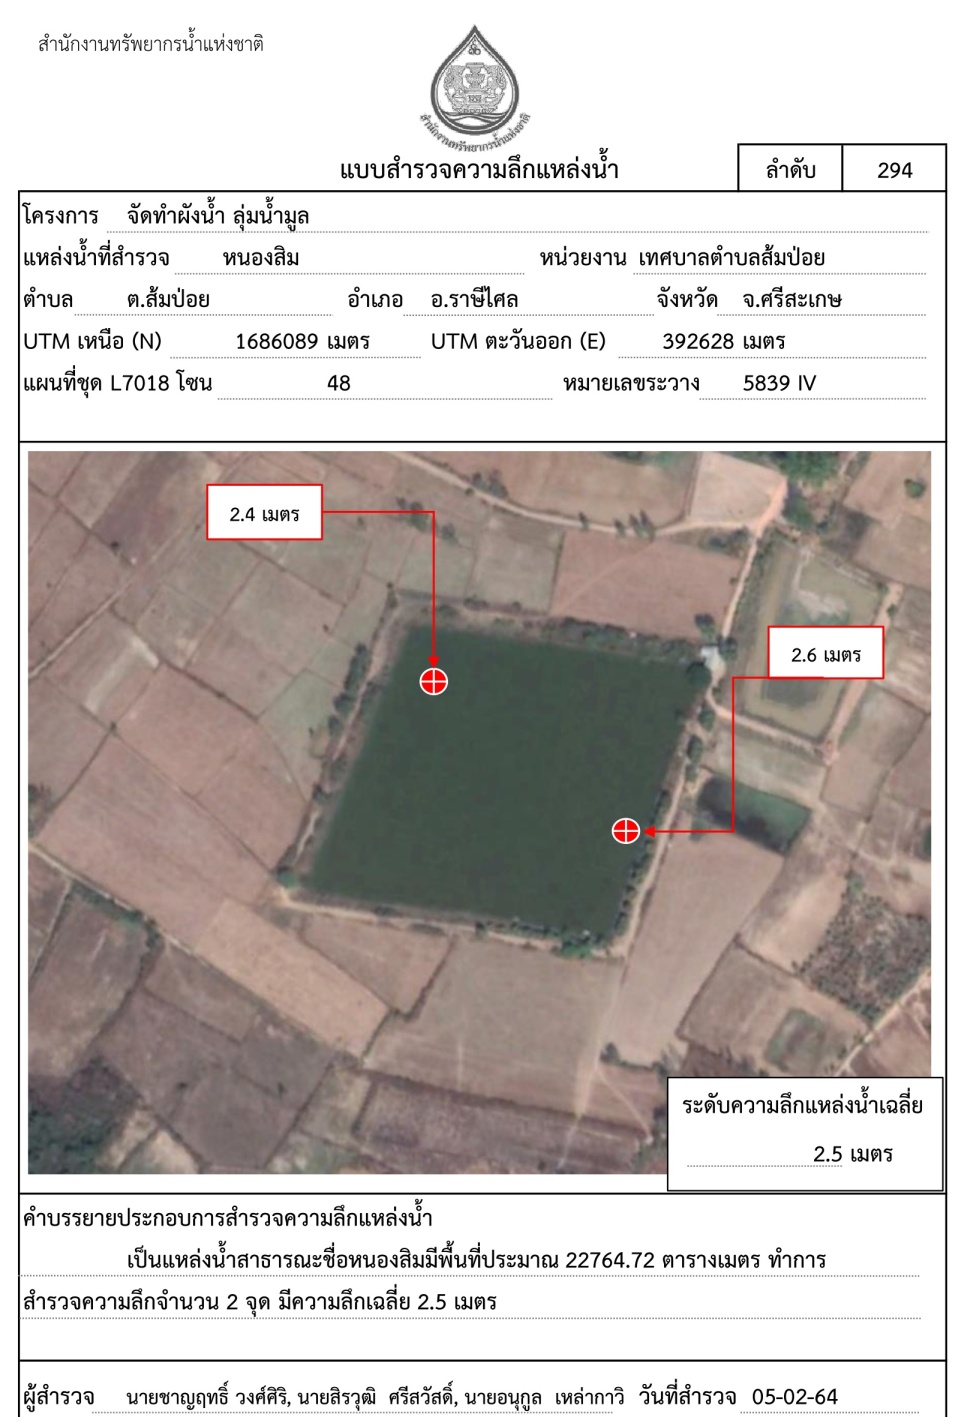 สำนักงานทรัพยากรน้ำแห่งชาติ
สำนักงานทรัพยากรน้ำแห่งชาติ
แบบสำรวจความลึกแหล่งน้ำ ลำดับ 294
โครงการ จัดทำผังน้ำ ลุ่มน้ำมูล
แหล่งน้ำที่สำรวจ หนองสิม หน่วยงาน เทศบาลตำบลส้มป่อย
ตำบล ต.ส้มป่อย อำเภอ อ.ราษีไศล จังหวัด จ.ศรีสะเกษ
UTM เหนือ (N) 1686089 เมตร UTM ตะวันออก (E) 392628 เมตร
แผนที่ชุด L7018 โซน 48 หมายเลขระวาง 5839 IV
2.4 เมตร
2.6 เมตร
ระดับความลึกแหล่งน้ำเฉลี่ย
2.5 เมตร
คำบรรยายประกอบการสำรวจความลึกแหล่งน้ำ
เป็นแหล่งน้ำสาธารณะชื่อหนองสิมมีพื้นที่ประมาณ 22764.72 ตารางเมตร ทำการ
สำรวจความลึกจำนวน 2 จุด มีความลึกเฉลี่ย 2.5 เมตร
ผู้สำรวจ นายชาญฤทธิ์ วงศ์ศิริ, นายสิรวุฒิ ศรีสวัสดิ์, นายอนุกูล เหล่ากาวิ วันที่สำรวจ 05-02-64